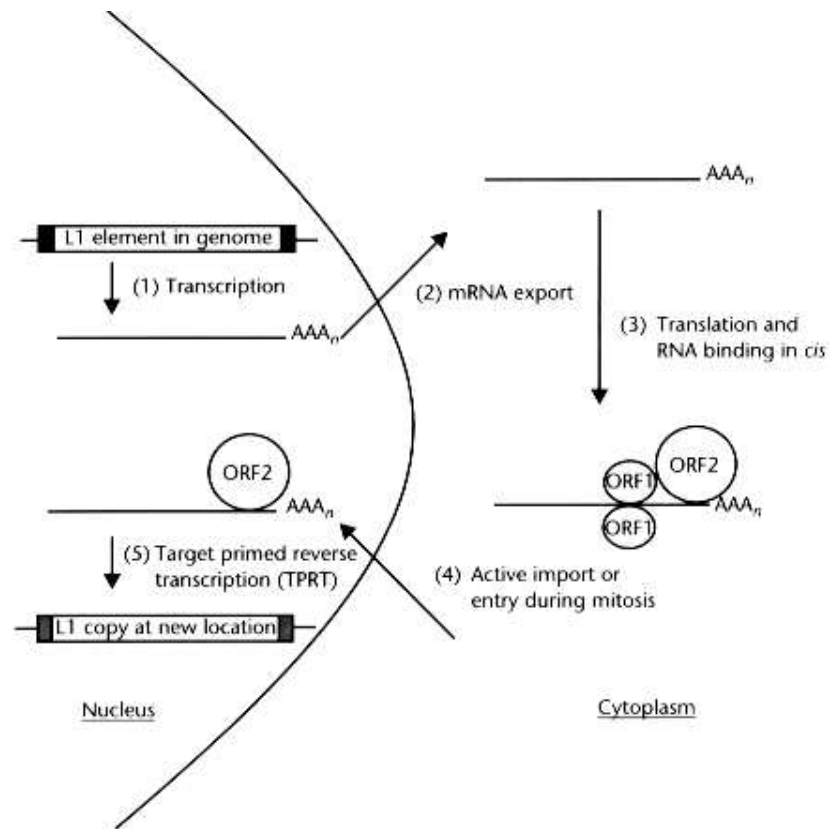 AAAn
L1 element in genome
(1) Transcription
(2) mRNA export
AAAn
(3) Translation and
RNA binding in cis
ORF2
AAAn
ORF1
ORF2
ORF1
AAAn
(5) Target primed reverse
transcription (TPRT)
(4) Active import or
entry during mitosis
L1 copy at new location
Nucleus
Cytoplasm